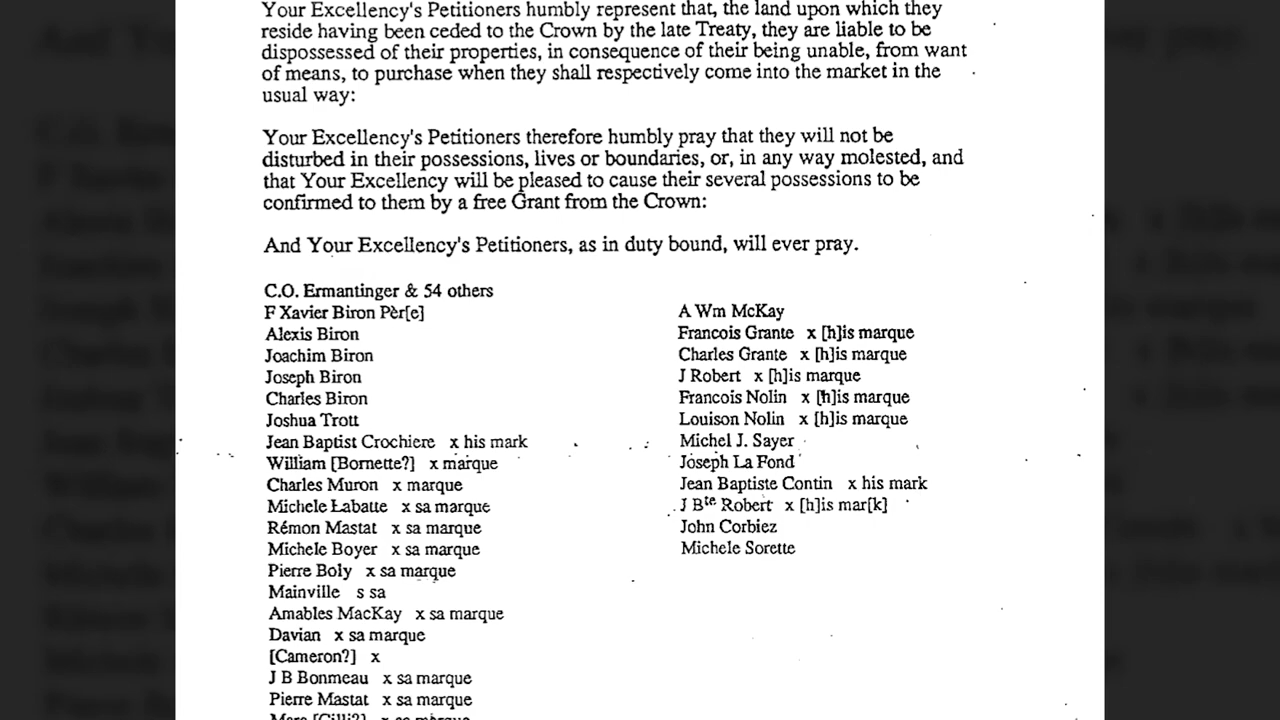 Your Excellency's Petitioners humbly represent that, the land upon which they
reside having been ceded to the Crown by the late Treaty, they are liable to be
dispossessed of their properties, in consequence of their being unable, from want
of means, to purchase when they shall respectively come into the market in the
usual way:
Your Excellency's Petitioners therefore humbly pray that they will not be
disturbed in their possessions, lives or boundaries, or, in any way molested, and
that Your Excellency will be pleased to cause their several possessions to be
confirmed to them by a free Grant from the Crown:
And Your Excellency's Petitioners, as in duty bound, will ever pray.
C.O. Ermantinger & 54 others
F Xavier Biron Pèr[e]
Alexis Biron
Joachim Biron
Joseph Biron
Charles Biron
Joshua Trott
Jean Baptist Crochiere x his mark
William [Bornette?] x marque
Charles Muron x marque
Michele Labatte x sa marque
Rémon Mastat x sa marque
Michele Boyer x sa marque
Pierre Boly x sa marque
Mainville s sa
Amables MacKay x sa marque
Davian x sa marque
[Cameron?] x
J B Bonmeau x sa marque
Pierre Mastat x sa marque
A Wm McKay
Francois Grante x [h]is marque
Charles Grante x [h]is marque
J Robert x [h]is marque
Francois Nolin x [h]is marque
Louison Nolin x [h]is marque
Michel J. Sayer
Joseph La Fond
Jean Baptiste Contin x his mark
J Bte Robert x [h]is mar[k]
John Corbiez
Michele Sorette